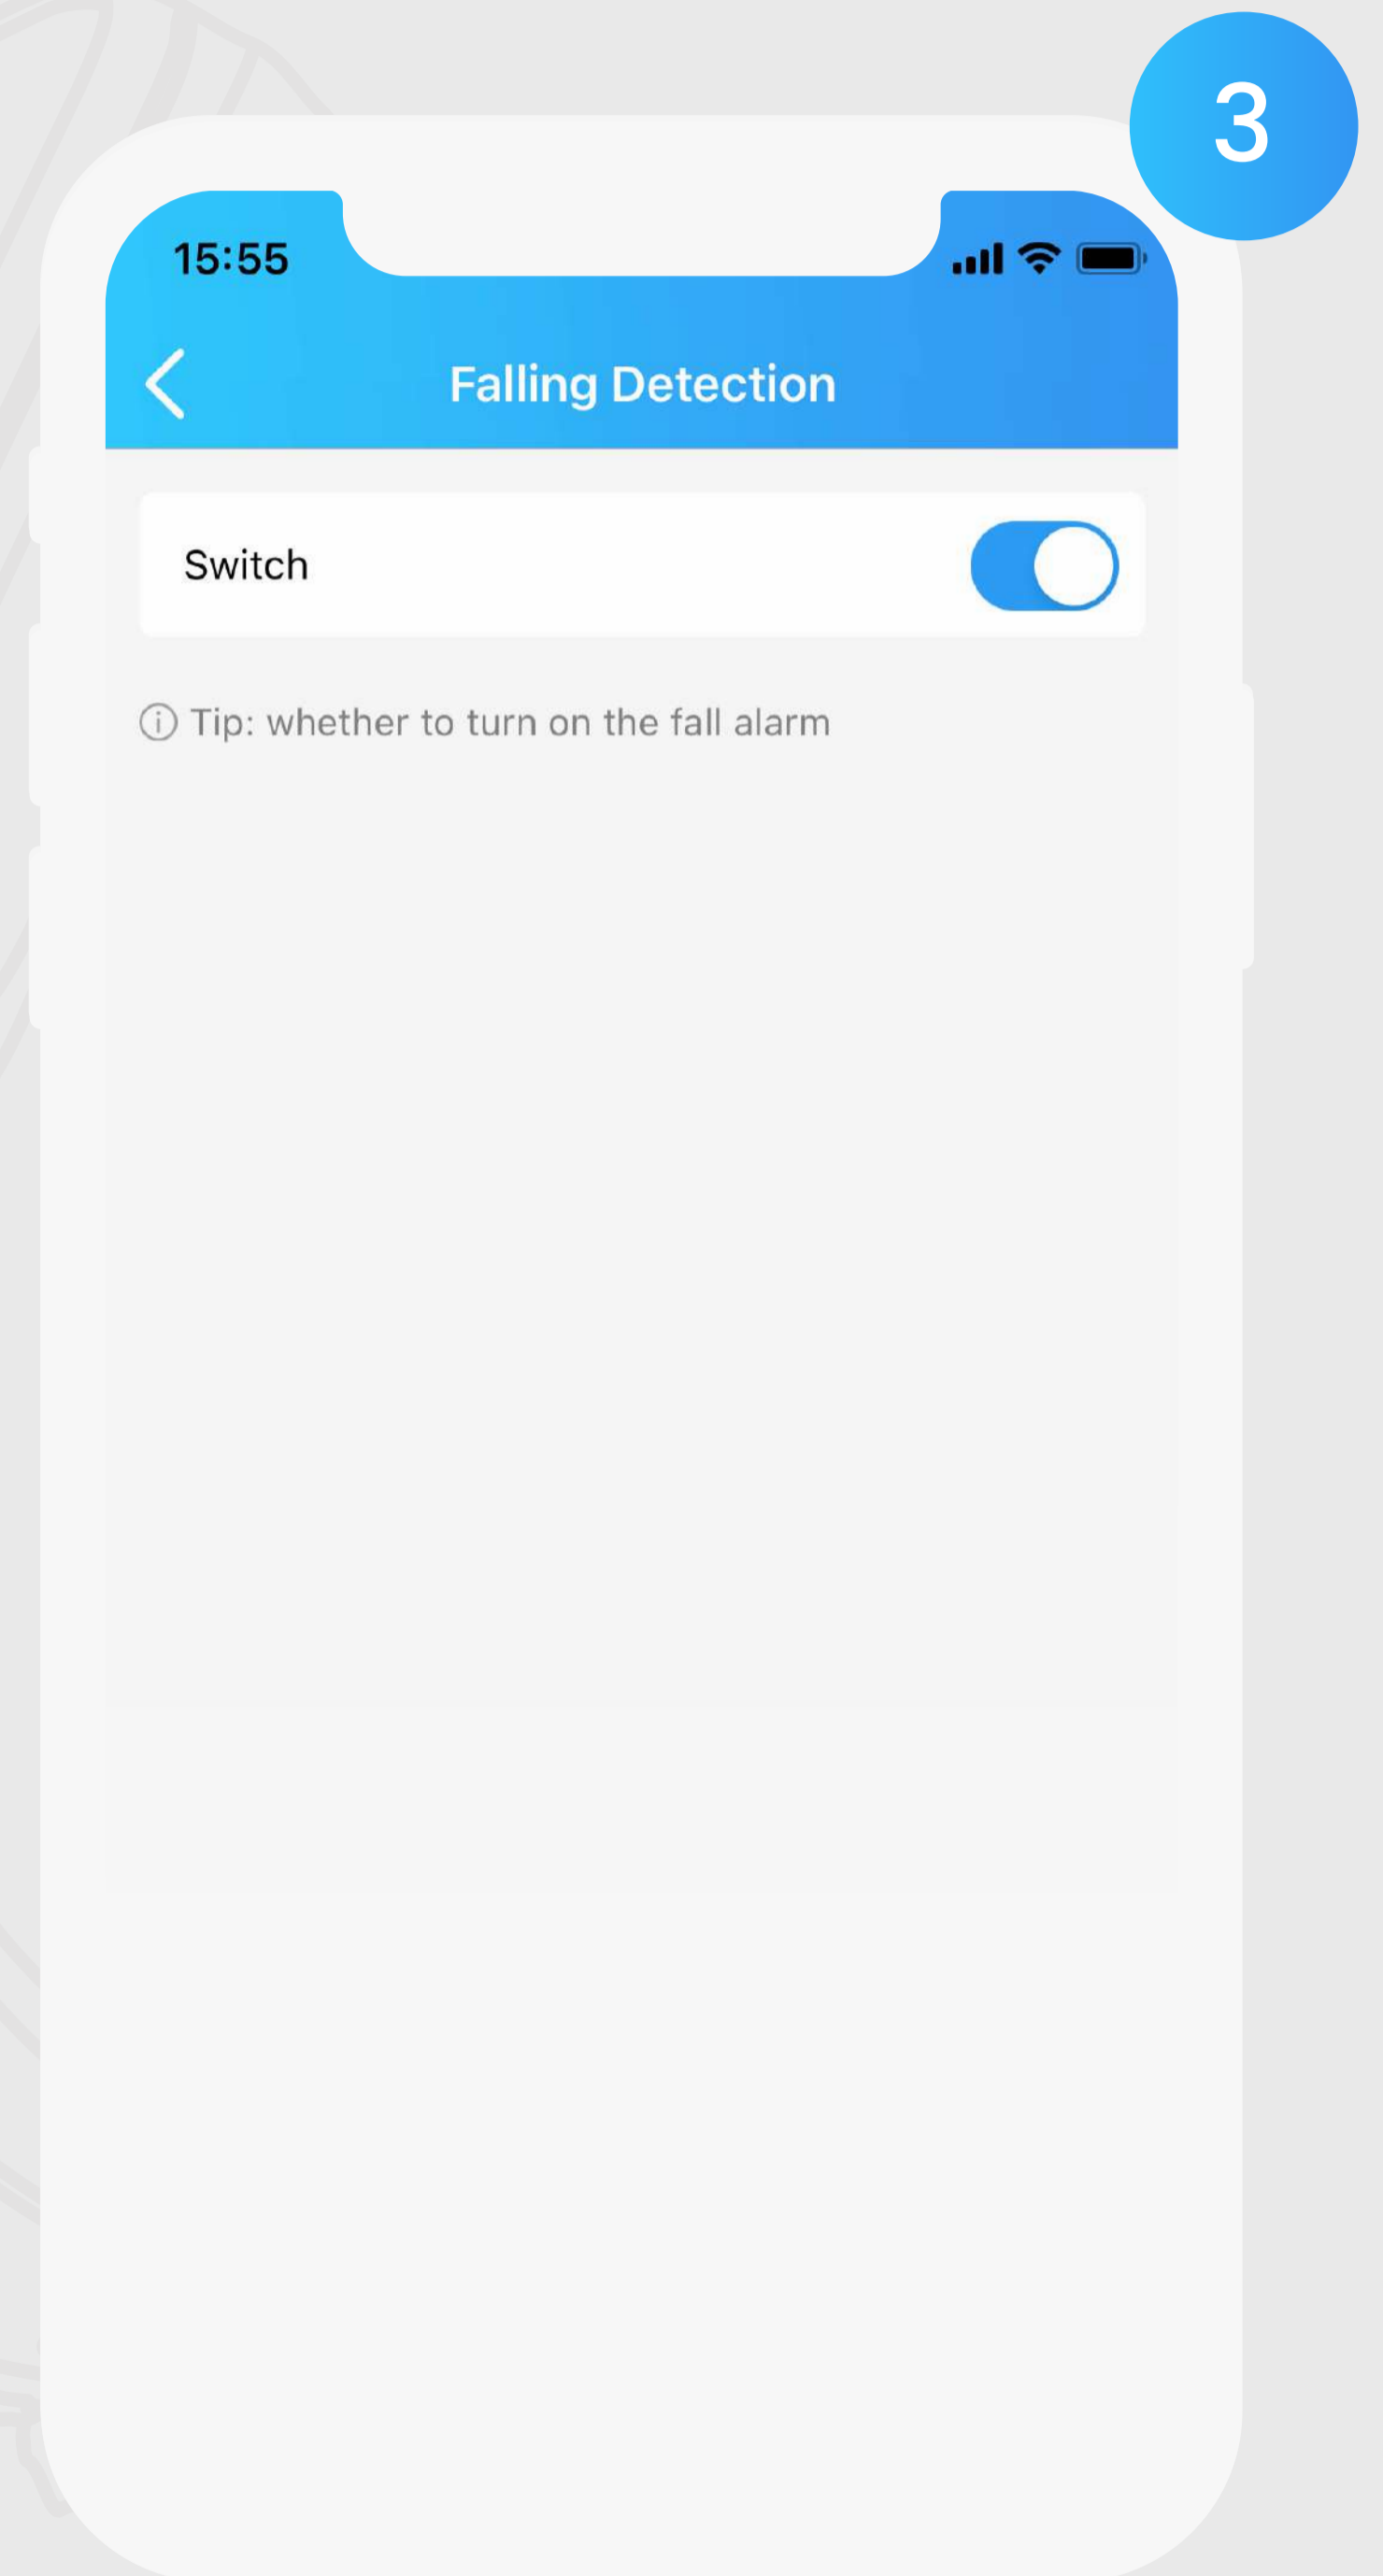 3
15:55
Falling Detection
Switch
Tip: whether to turn on the fall alarm